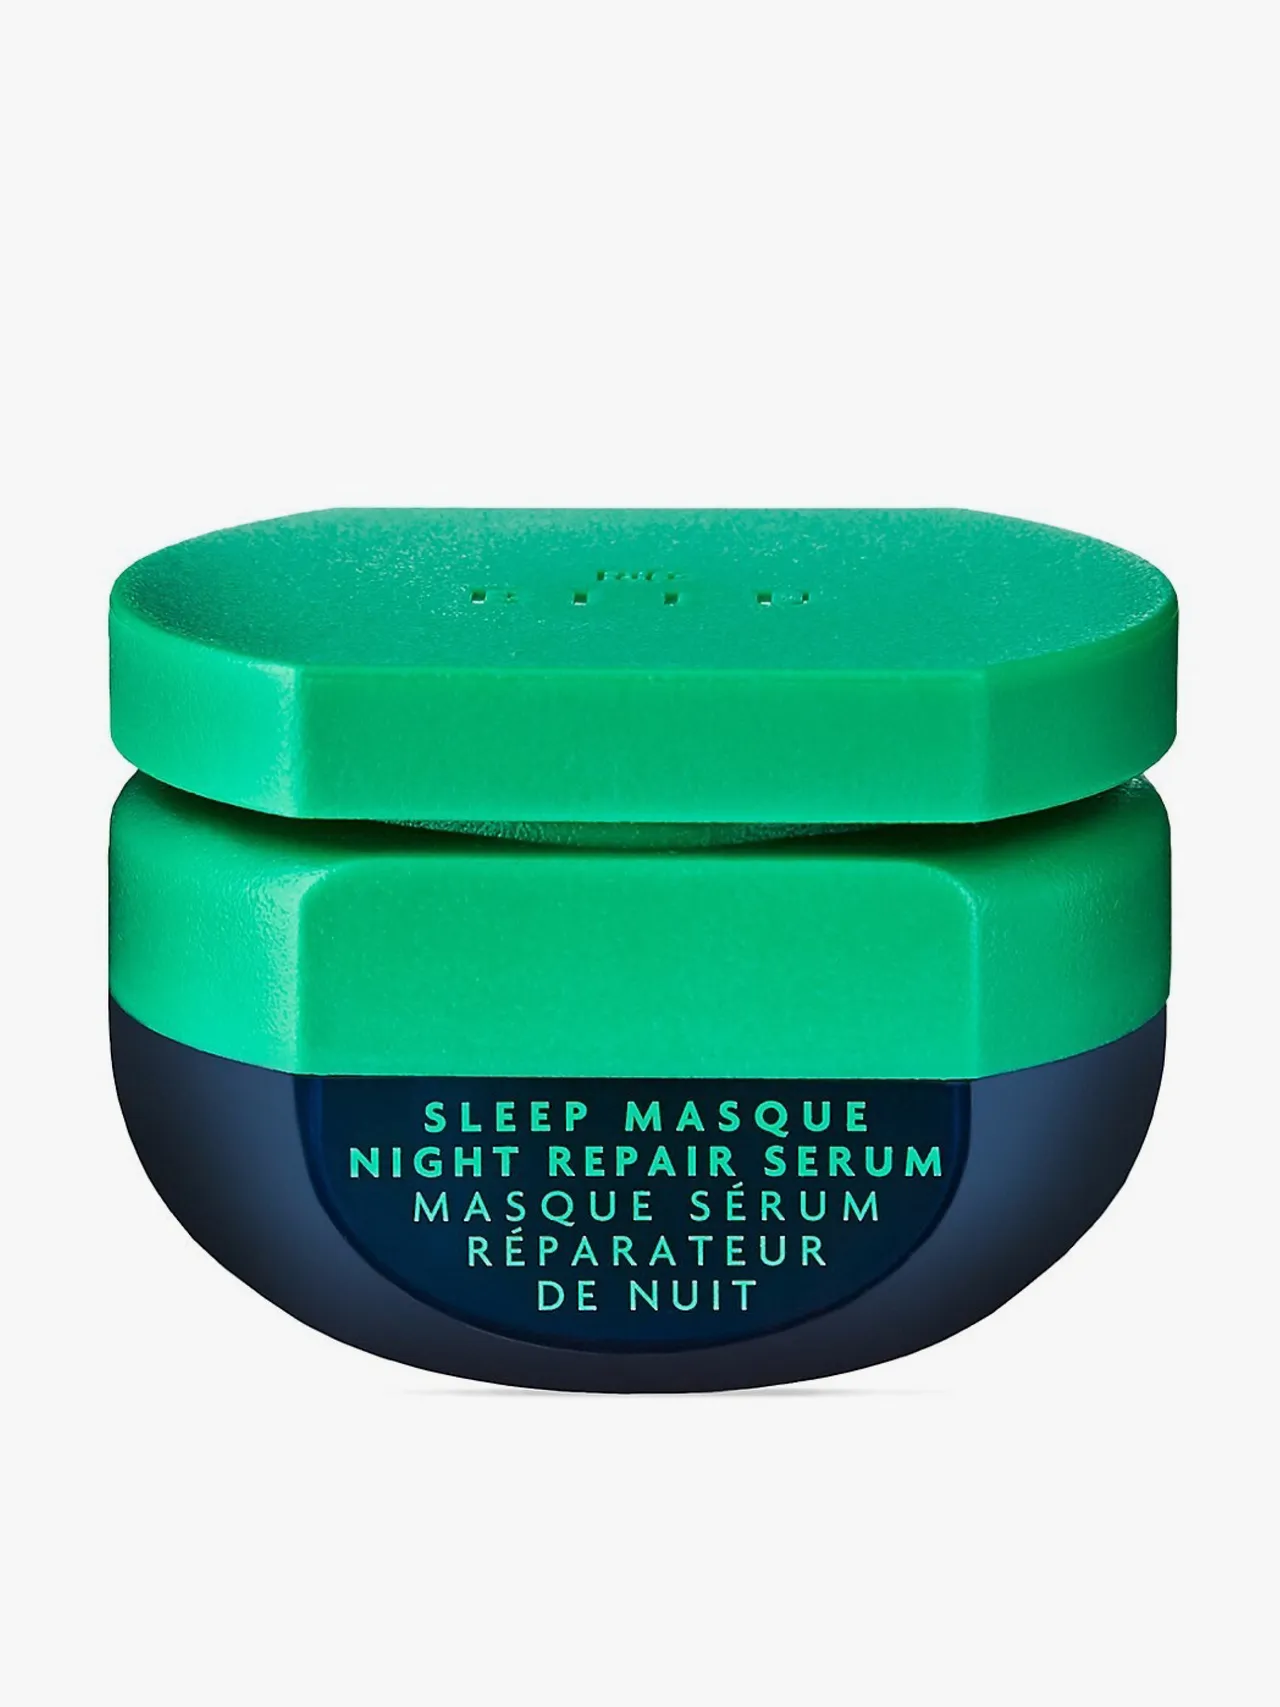 SLEEP MASQUE
NIGHT REPAIR SERUM
MASQUE SÉRUM
RÉPARATEUR
DE NUIT